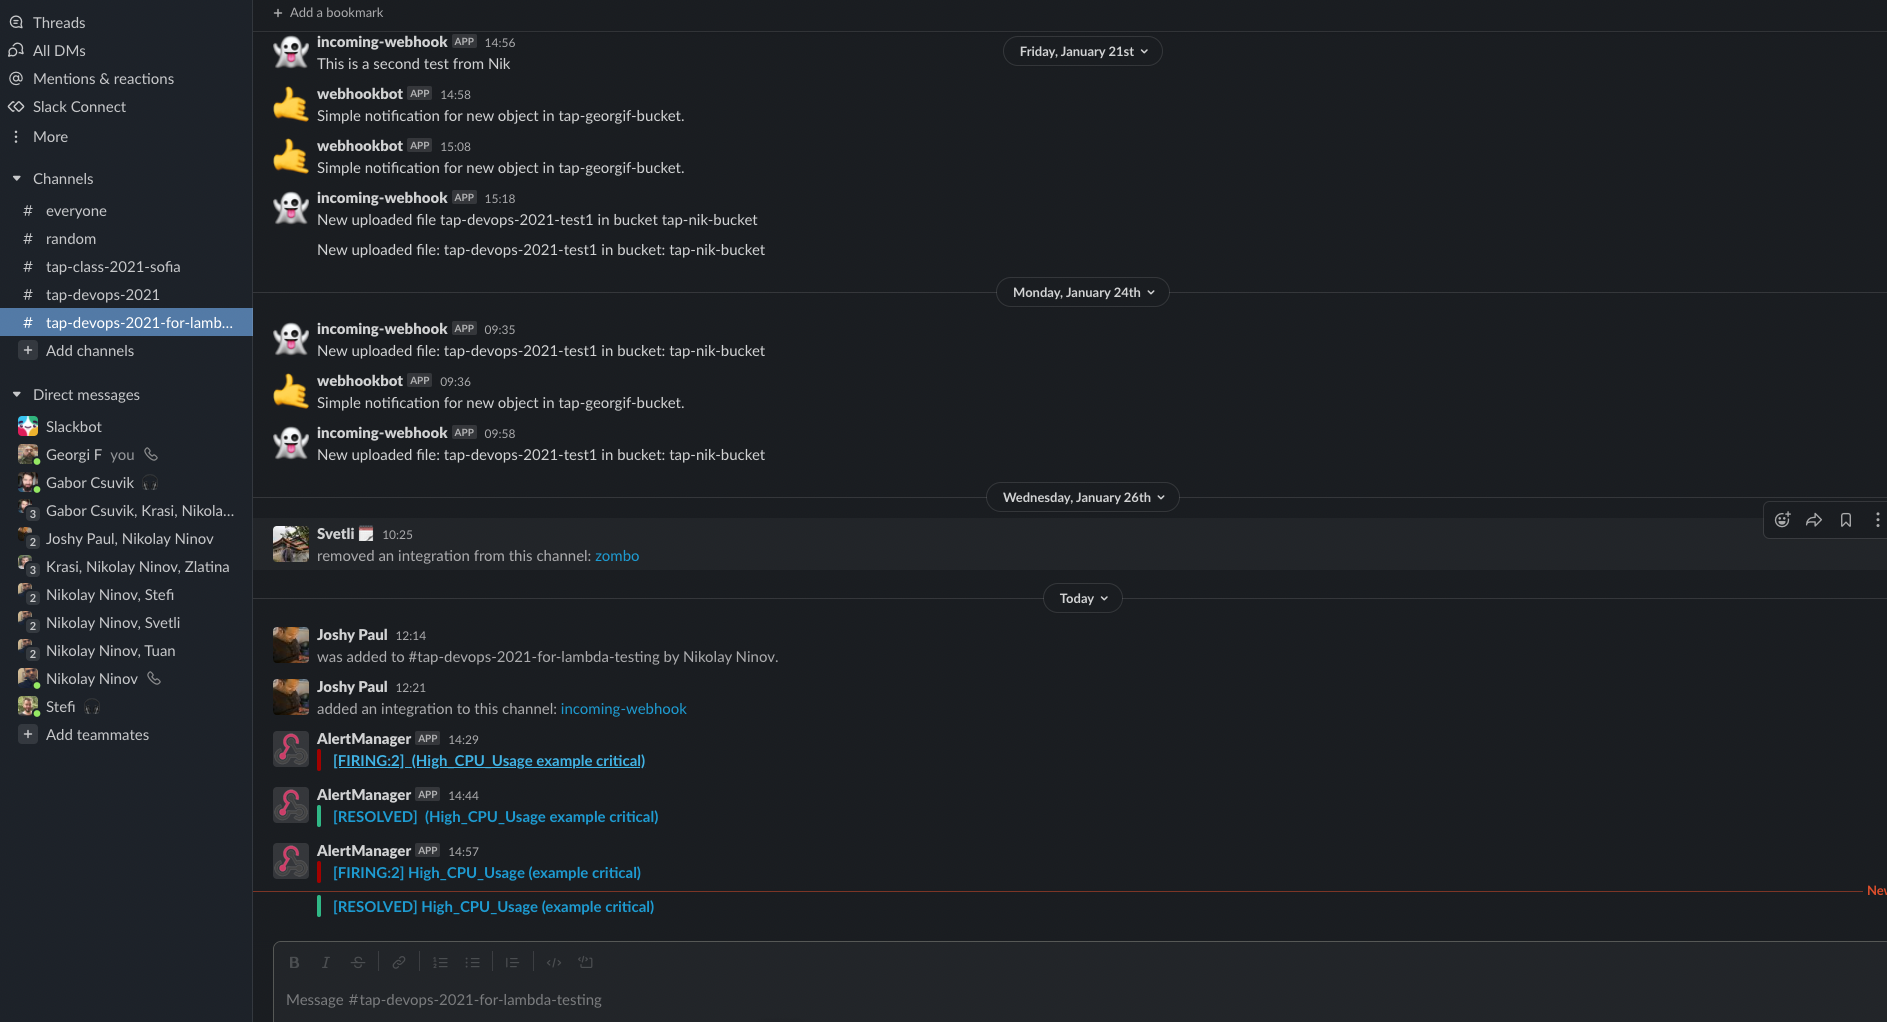 Threads
All DMs
Mentions & reactions
Slack Connect
More
Channels
# everyone
# random
# tap-class-2021-sofia
# tap-devops-2021
# tap-devops-2021-for-lamb...
+ Add channels
Direct messages
Slackbot
Georgi F you
Gabor Csuvik
3 Gabor Csuvik, Krasi, Nikola...
2 Joshy Paul, Nikolay Ninov
3 Krasi, Nikolay Ninov, Zlatina
2 Nikolay Ninov, Stefi
2 Nikolay Ninov, Svetli
2 Nikolay Ninov, Tuan
Nikolay Ninov
Stefi
+ Add teammates
+ Add a bookmark
Friday, January 21st
incoming-webhook APP 14:56
This is a second test from Nik
webhookbot APP 14:58
Simple notification for new object in tap-georgif-bucket.
webhookbot APP 15:08
Simple notification for new object in tap-georgif-bucket.
incoming-webhook APP 15:18
New uploaded file tap-devops-2021-test1 in bucket tap-nik-bucket
New uploaded file: tap-devops-2021-test1 in bucket: tap-nik-bucket
Monday, January 24th
incoming-webhook APP 09:35
New uploaded file: tap-devops-2021-test1 in bucket: tap-nik-bucket
webhookbot APP 09:36
Simple notification for new object in tap-georgif-bucket.
incoming-webhook APP 09:58
New uploaded file: tap-devops-2021-test1 in bucket: tap-nik-bucket
Wednesday, January 26th
Svetli 10:25
removed an integration from this channel: zombo
Today
Joshy Paul 12:14
was added to #tap-devops-2021-for-lambda-testing by Nikolay Ninov.
Joshy Paul 12:21
added an integration to this channel: incoming-webhook
AlertManager APP 14:29
[FIRING:2] (High_CPU_Usage example critical)
AlertManager APP 14:44
[RESOLVED] (High_CPU_Usage example critical)
AlertManager APP 14:57
[FIRING:2] High_CPU_Usage (example critical)
New
[RESOLVED] High_CPU_Usage (example critical)
B I S
Message #tap-devops-2021-for-lambda-testing